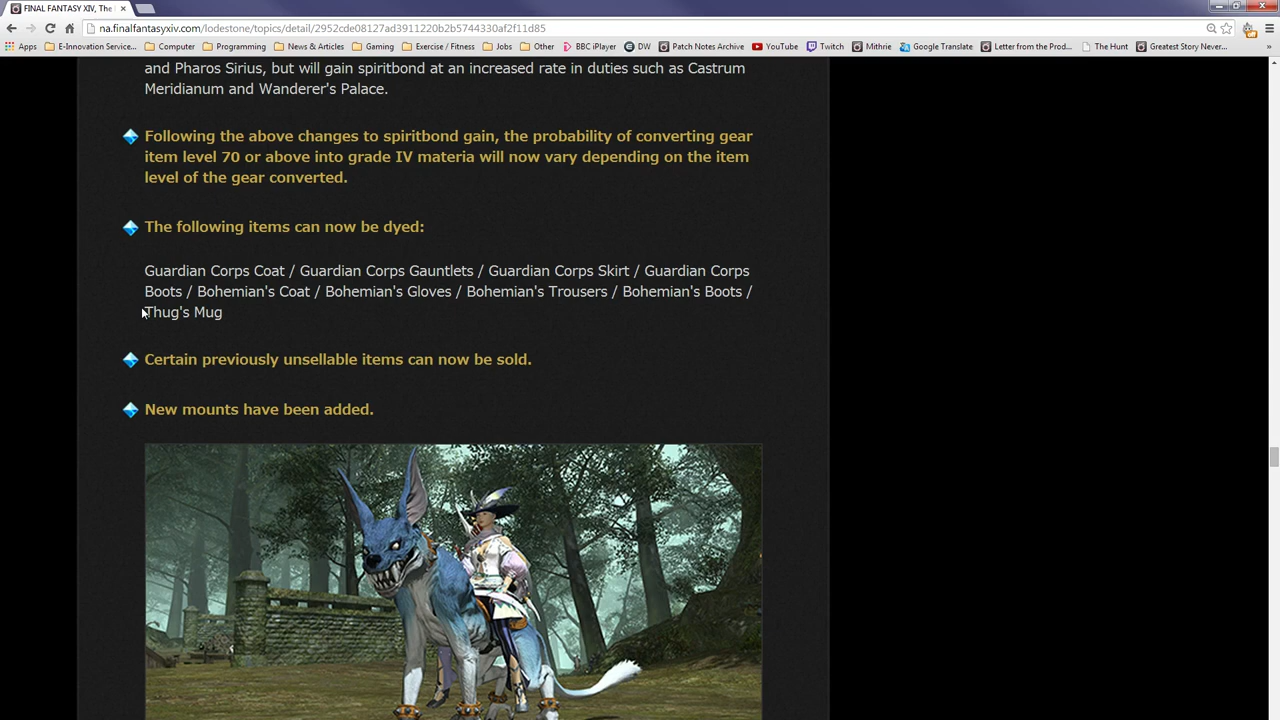 FINAL FANTASY XIV, The
na.finalfantasyxiv.com/lodestone/topics/detail/2952cde08127ad3911220b2b5744330af2f11d85
Apps E-Innovation Service... Computer Programming News & Articles Gaming Exercise / Fitness Jobs Other BBC iPlayer DW Patch Notes Archive YouTube Twitch Mithrie Google Translate Letter from the Prod... The Hunt Greatest Story Never... »
and Pharos Sirius, but will gain spiritbond at an increased rate in duties such as Castrum
Meridianum and Wanderer's Palace.
Following the above changes to spiritbond gain, the probability of converting gear
item level 70 or above into grade IV materia will now vary depending on the item
level of the gear converted.
The following items can now be dyed:
Guardian Corps Coat / Guardian Corps Gauntlets / Guardian Corps Skirt / Guardian Corps
Boots / Bohemian's Coat / Bohemian's Gloves / Bohemian's Trousers / Bohemian's Boots /
Thug's Mug
Certain previously unsellable items can now be sold.
New mounts have been added.